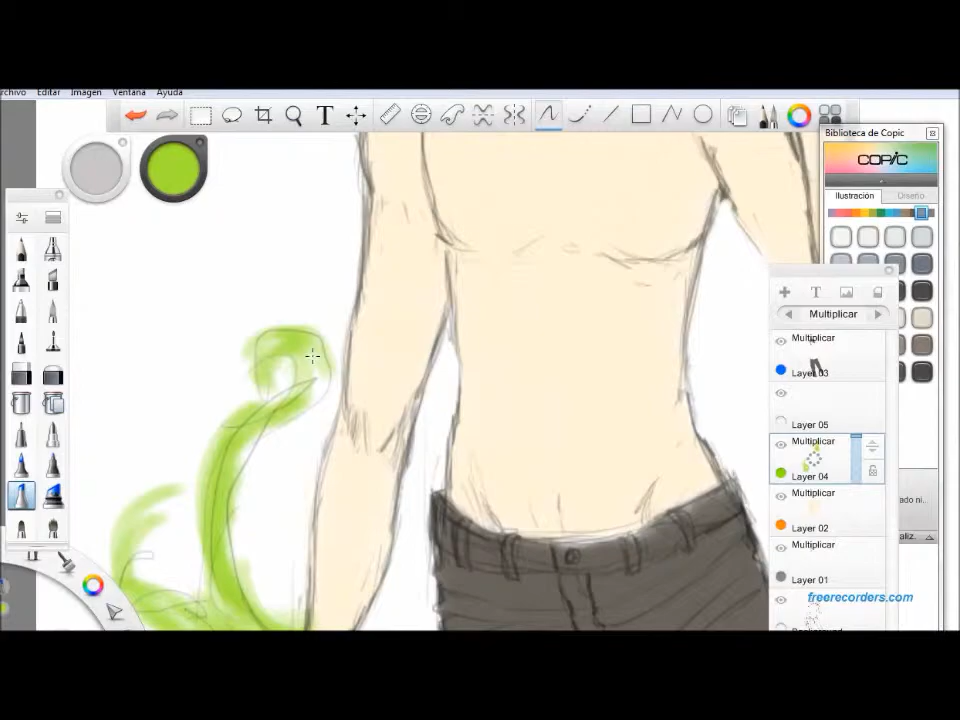 rchivo Editar Imagen Ventana Ayuda
T
Biblioteca de Copic
COPIC
Ilustración Diseño
T
Multiplicar
Multiplicar
Layer 03
Layer 05
Multiplicar
Layer 04
Multiplicar
Layer 02
Multiplicar
Layer 01
freerecorders.com